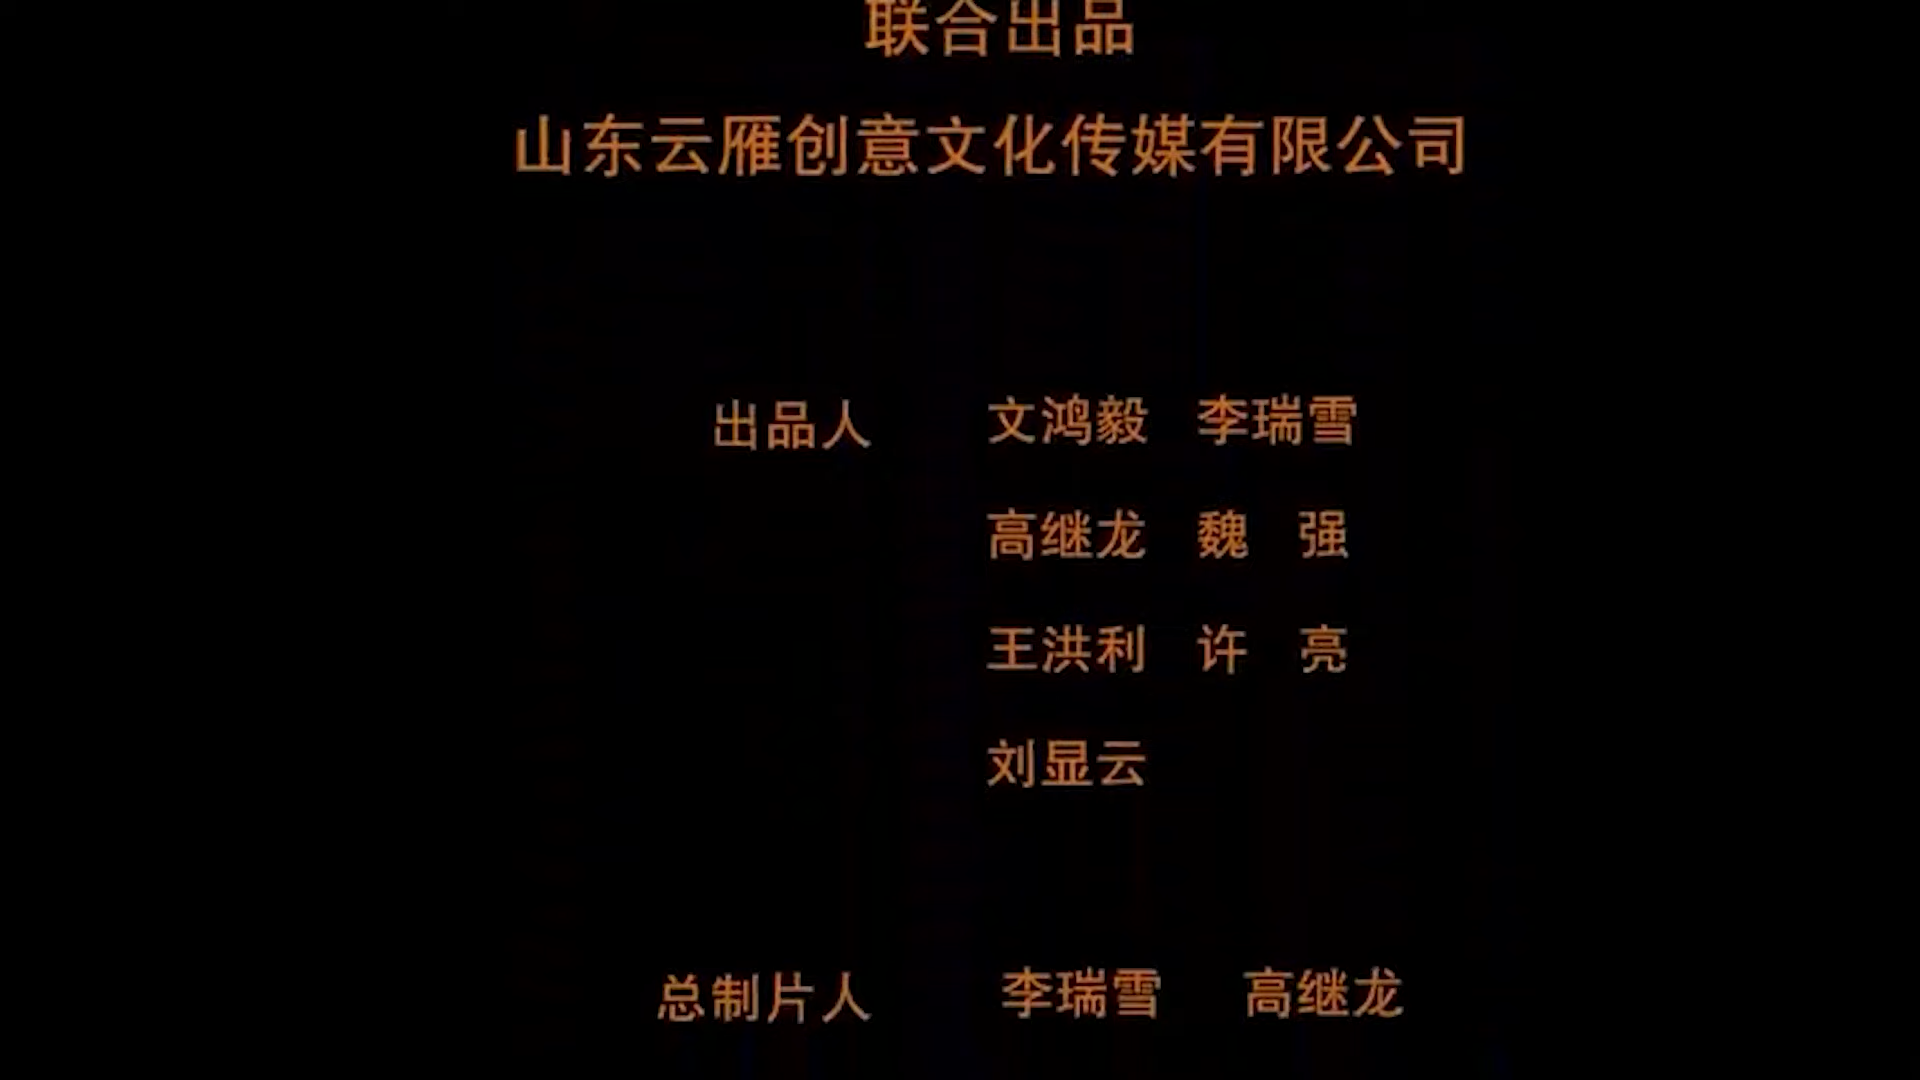 联合出品
山东云雁创意文化传媒有限公司
出品人 文鸿毅 李瑞雪
高继龙 魏 强
王洪利 许 亮
刘显云
总制片人 李瑞雪 高继龙